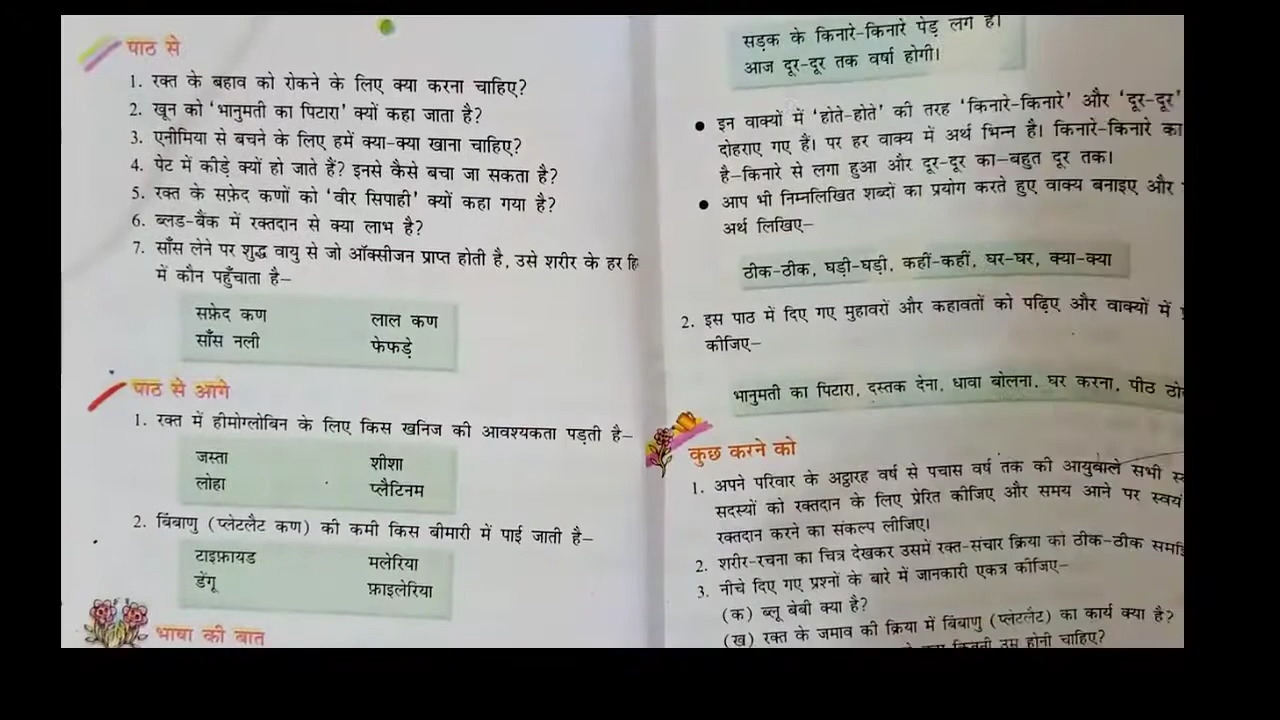 पाठ से
1. रक्त के बहाव को रोकने के लिए क्या करना चाहिए?
2. खून को 'भानुमती का पिटारा' क्यों कहा जाता है?
3. एनीमिया से बचने के लिए हमें क्या-क्या खाना चाहिए?
4. पेट में कीड़े क्यों हो जाते हैं? इनसे कैसे बचा जा सकता है?
5. रक्त के सफ़ेद कणों को 'वीर सिपाही' क्यों कहा गया है?
6. ब्लड-बैंक में रक्तदान से क्या लाभ है?
7. साँस लेने पर शुद्ध वायु से जो ऑक्सीजन प्राप्त होती है, उसे शरीर के हर
में कौन पहुँचाता है–
सफ़ेद कण लाल कण
साँस नली फेफड़े
पाठ से आगे
1. रक्त में हीमोग्लोबिन के लिए किस खनिज की आवश्यकता पड़ती है–
जस्ता शीशा
लोहा प्लैटिनम
2. बिंबाणु (प्लेटलैट कण) की कमी किस बीमारी में पाई जाती है–
टाइफ़ायड मलेरिया
डेंगू फ़ाइलेरिया
भाषा की बात
सड़क के किनारे-किनारे पेड़ लगे हैं।
आज दूर-दूर तक वर्षा होगी।
• इन वाक्यों में 'होते-होते' की तरह 'किनारे-किनारे' और 'दूर-दूर'
दोहराए गए हैं। पर हर वाक्य में अर्थ भिन्न है। किनारे-किनारे का
है–किनारे से लगा हुआ और दूर-दूर का–बहुत दूर तक।
• आप भी निम्नलिखित शब्दों का प्रयोग करते हुए वाक्य बनाइए और
अर्थ लिखिए–
ठीक-ठीक, घड़ी-घड़ी, कहीं-कहीं, घर-घर, क्या-क्या
2. इस पाठ में दिए गए मुहावरों और कहावतों को पढ़िए और वाक्यों में
कीजिए–
भानुमती का पिटारा, दस्तक देना, धावा बोलना, घर करना, पीठ
कुछ करने को
1. अपने परिवार के अट्ठारह वर्ष से पचास वर्ष तक की आयुवाले सभी
सदस्यों को रक्तदान के लिए प्रेरित कीजिए और समय आने पर स्वयं
रक्तदान करने का संकल्प लीजिए।
2. शरीर-रचना का चित्र देखकर उसमें रक्त-संचार क्रिया को ठीक-ठीक
3. नीचे दिए गए प्रश्नों के बारे में जानकारी एकत्र कीजिए–
(क) ब्लू बेबी क्या है?
(ख) रक्त के जमाव की क्रिया में बिंबाणु (प्लेटलैट) का कार्य क्या है?
होनी चाहिए?